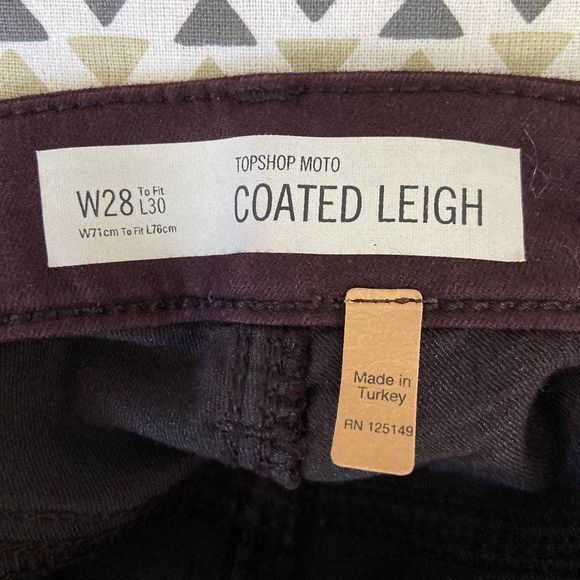 W28 To Fit L30
W71cm To Fit L76cm
TOPSHOP MOTO
COATED LEIGH
Made in
Turkey
RN 125149